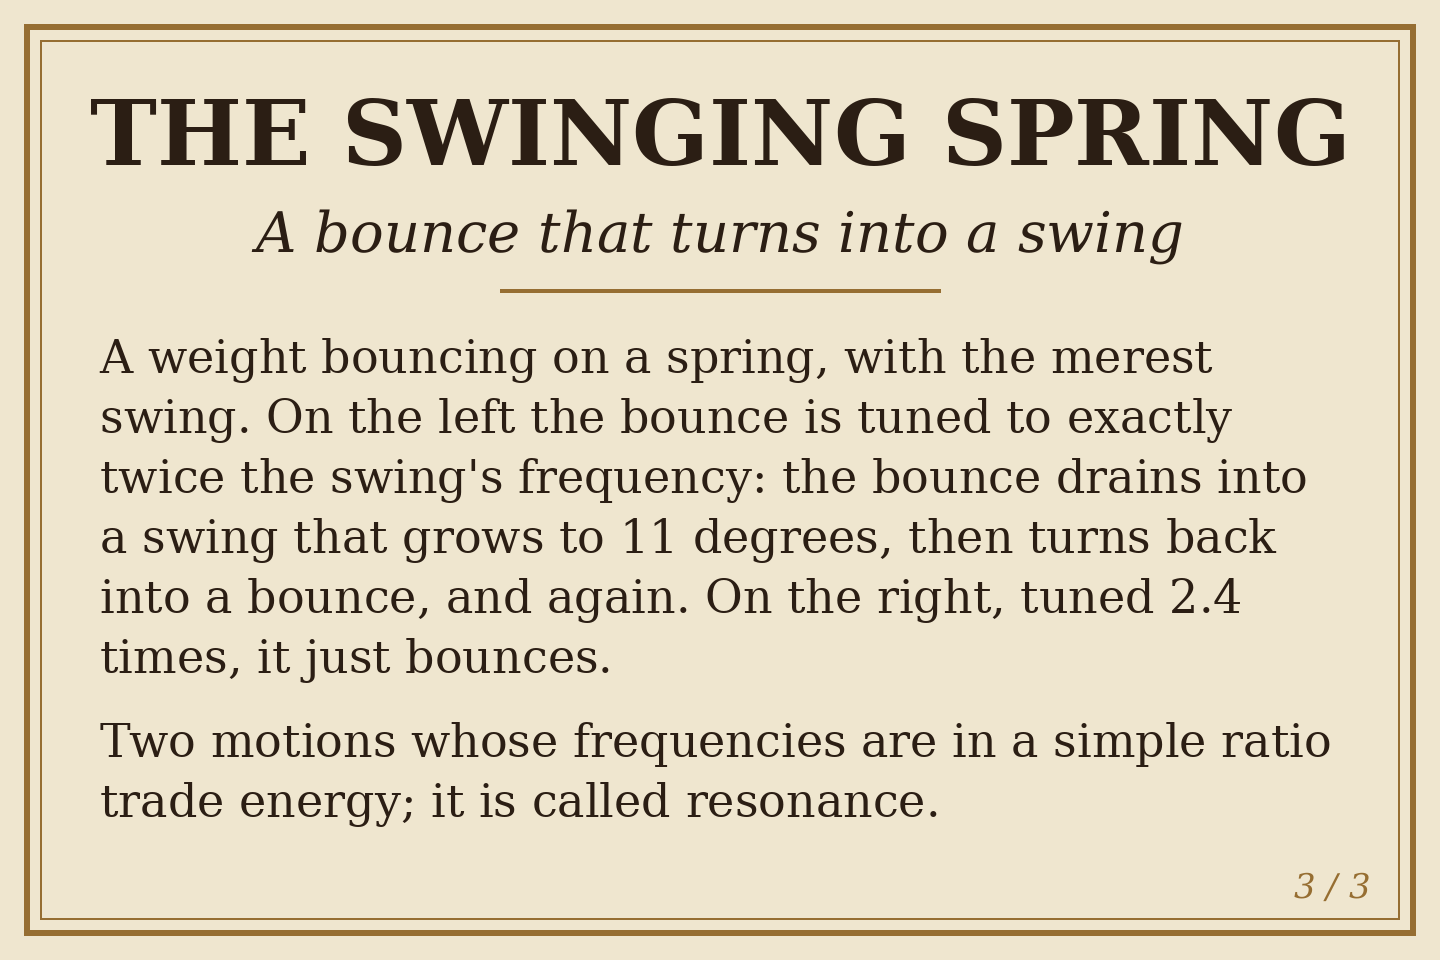 THE SWINGING SPRING
A bounce that turns into a swing
A weight bouncing on a spring, with the merest
swing. On the left the bounce is tuned to exactly
twice the swing's frequency: the bounce drains into
a swing that grows to 11 degrees, then turns back
into a bounce, and again. On the right, tuned 2.4
times, it just bounces.
Two motions whose frequencies are in a simple ratio
trade energy; it is called resonance.
3 / 3